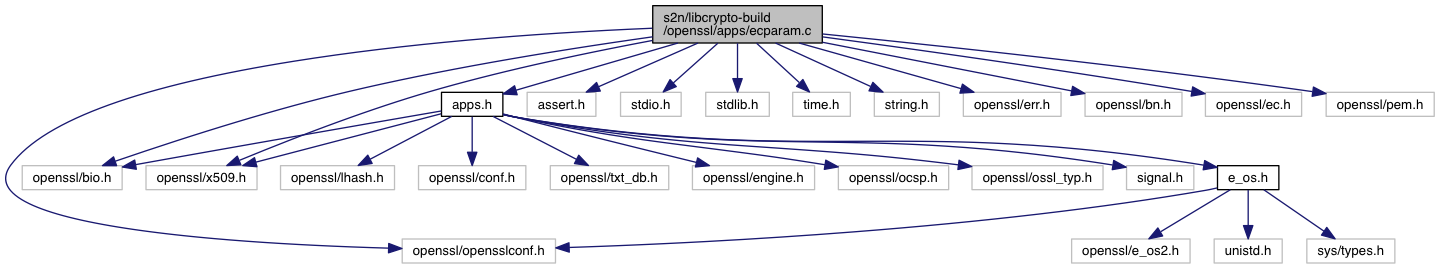 s2n/libcrypto-build
/openssl/apps/ecparam.c
apps.h
assert.h
stdio.h
stdlib.h
time.h
string.h
openssl/err.h
openssl/bn.h
openssl/ec.h
openssl/pem.h
openssl/bio.h
openssl/x509.h
openssl/lhash.h
openssl/conf.h
openssl/txt_db.h
openssl/engine.h
openssl/ocsp.h
openssl/ossl_typ.h
signal.h
e_os.h
openssl/opensslconf.h
openssl/e_os2.h
unistd.h
sys/types.h